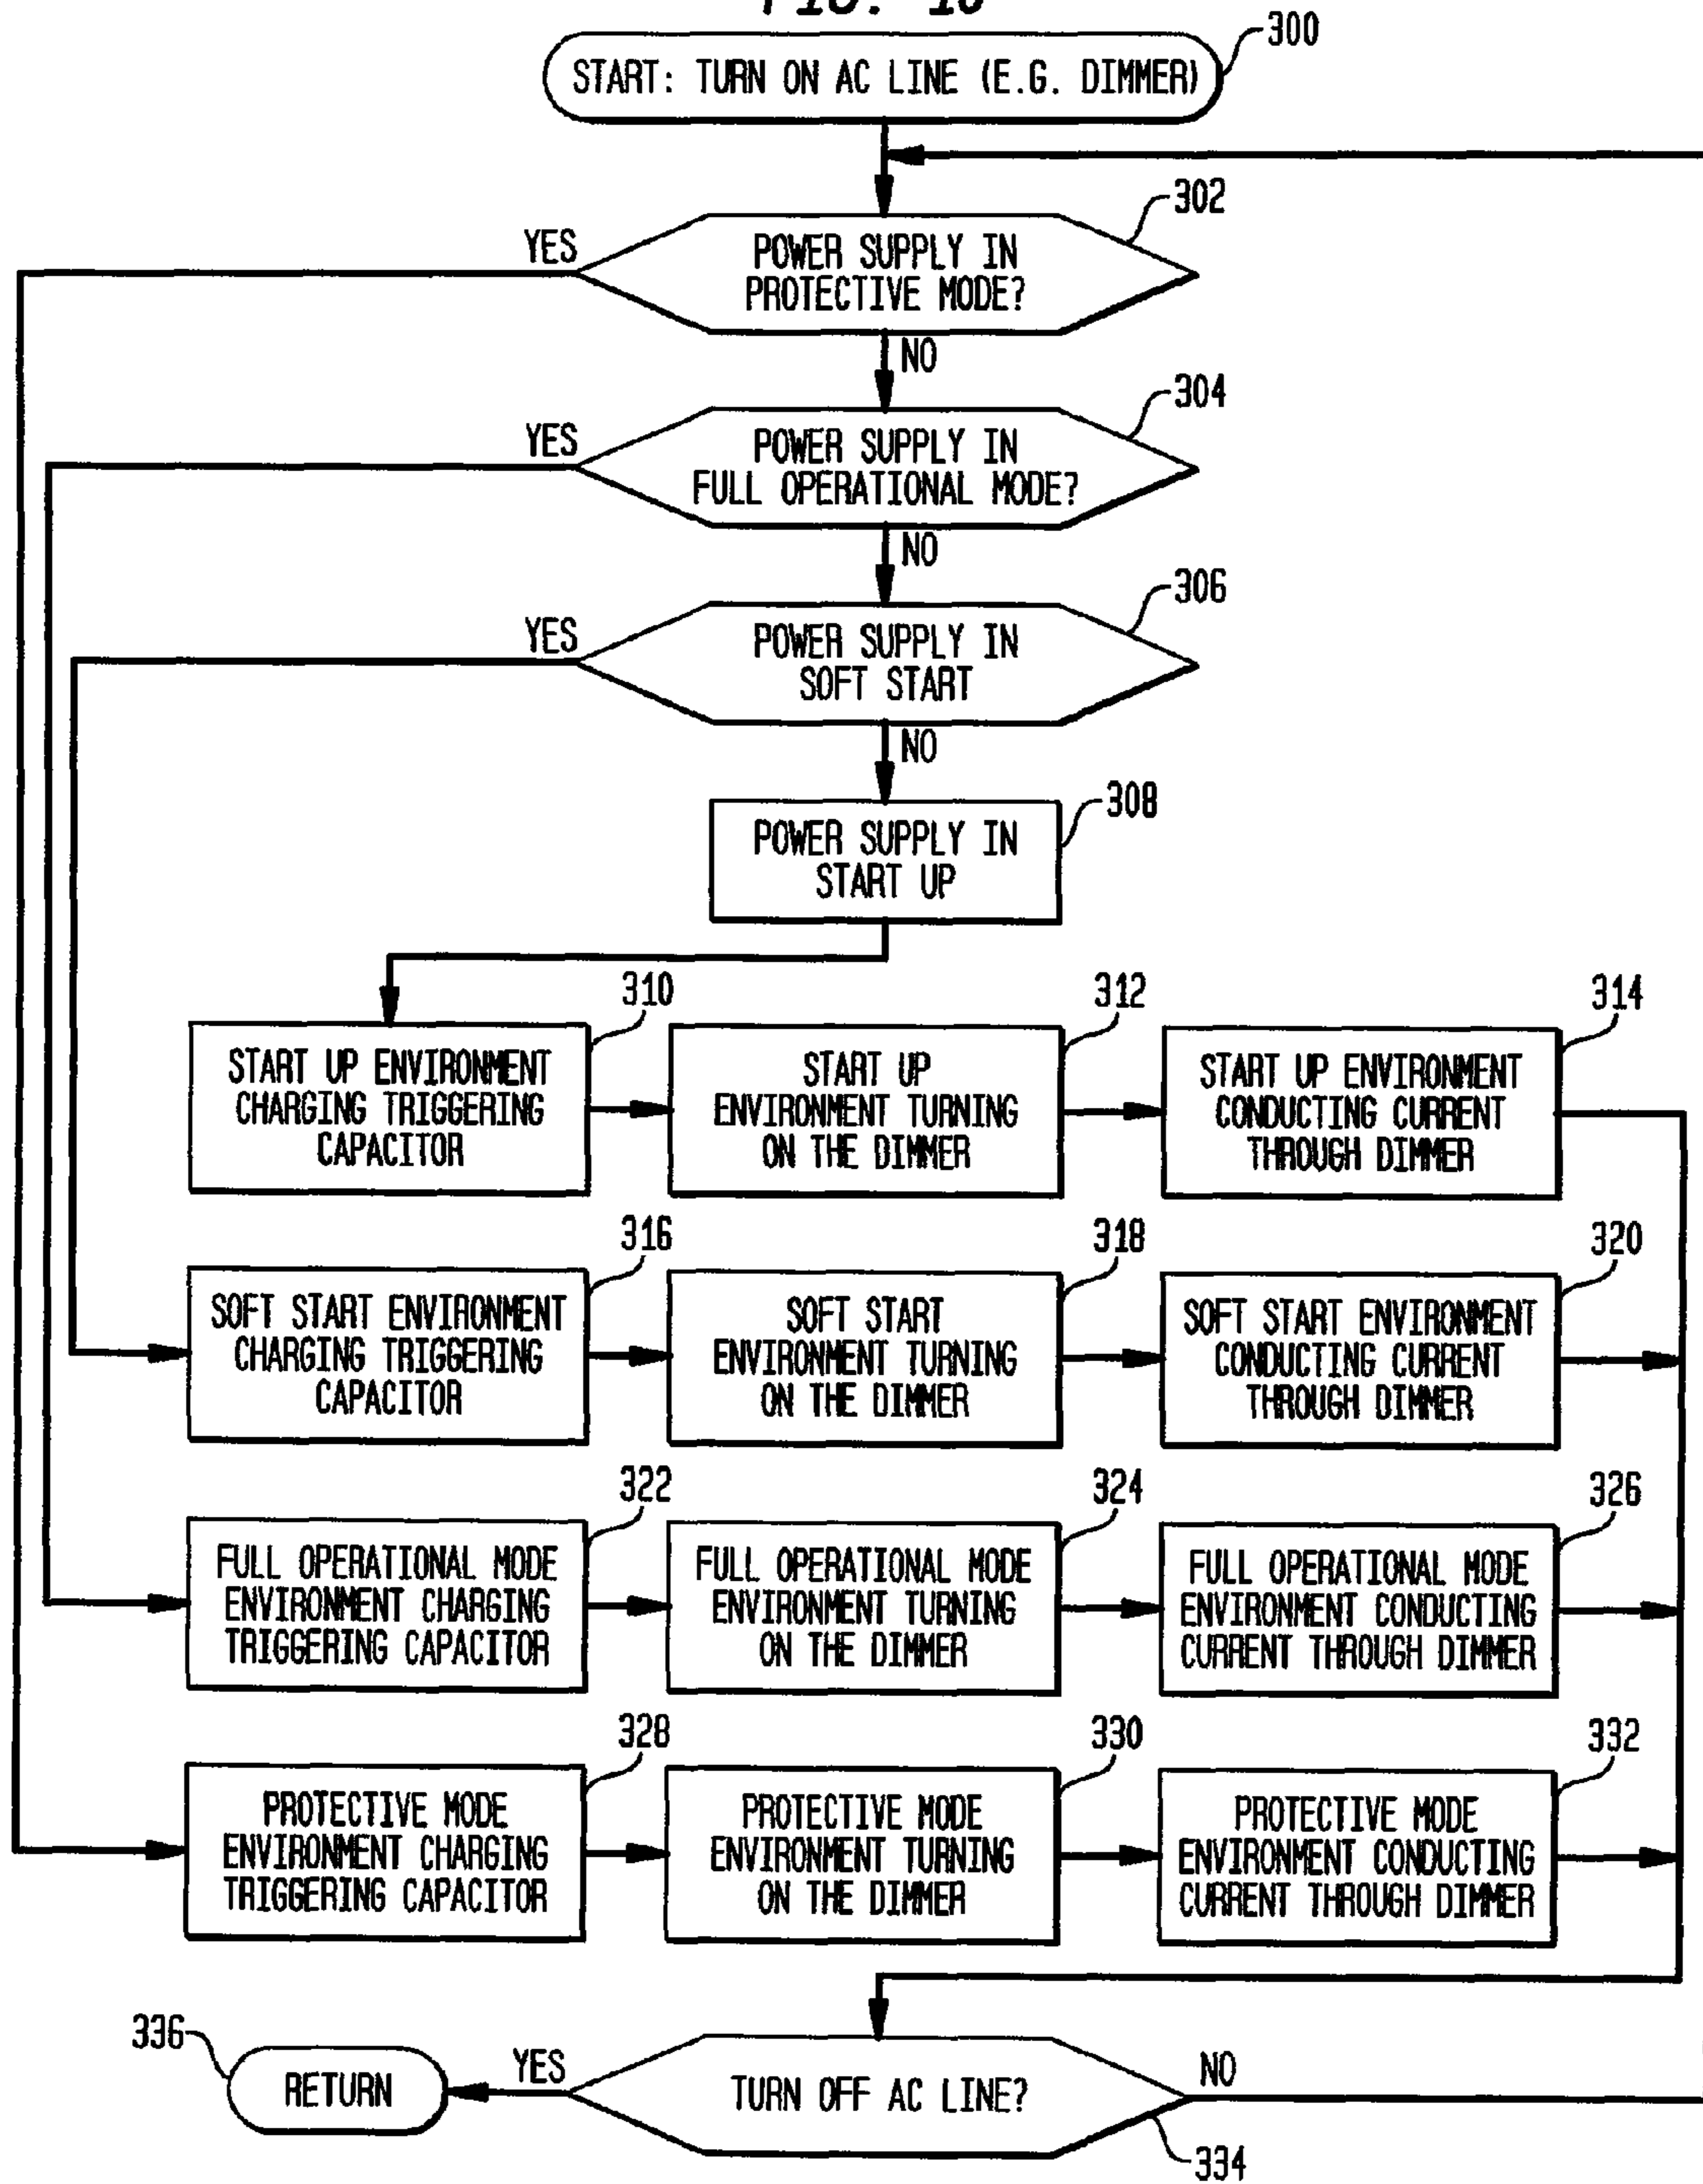 300
START: TURN ON AC LINE (E.G. DIMMER)
302
YES
POWER SUPPLY IN
PROTECTIVE MODE?
NO
304
YES
POWER SUPPLY IN
FULL OPERATIONAL MODE?
NO
306
YES
POWER SUPPLY IN
SOFT START
NO
308
POWER SUPPLY IN
START UP
310
START UP ENVIRONMENT
CHARGING TRIGGERING
CAPACITOR
312
START UP
ENVIRONMENT TURNING
ON THE DIMMER
314
START UP ENVIRONMENT
CONDUCTING CURRENT
THROUGH DIMMER
316
SOFT START ENVIRONMENT
CHARGING TRIGGERING
CAPACITOR
318
SOFT START
ENVIRONMENT TURNING
ON THE DIMMER
320
SOFT START ENVIRONMENT
CONDUCTING CURRENT
THROUGH DIMMER
322
FULL OPERATIONAL MODE
ENVIRONMENT CHARGING
TRIGGERING CAPACITOR
324
FULL OPERATIONAL MODE
ENVIRONMENT TURNING
ON THE DIMMER
326
FULL OPERATIONAL MODE
ENVIRONMENT CONDUCTING
CURRENT THROUGH DIMMER
328
PROTECTIVE MODE
ENVIRONMENT CHARGING
TRIGGERING CAPACITOR
330
PROTECTIVE MODE
ENVIRONMENT TURNING
ON THE DIMMER
332
PROTECTIVE MODE
ENVIRONMENT CONDUCTING
CURRENT THROUGH DIMMER
336
RETURN
YES
TURN OFF AC LINE?
NO
334